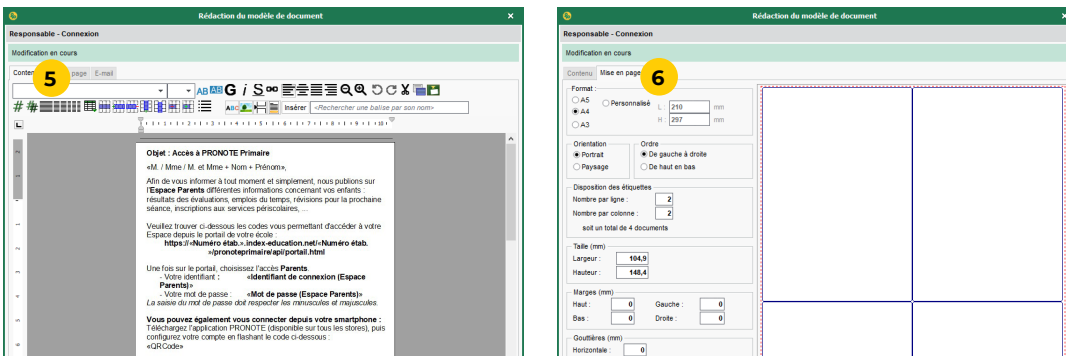 Rédaction du modèle de document
Responsable - Connexion
Modification en cours
5
page E-mail
AB AB G i S
ABC Insérer <Rechercher une balise par son nom>
Objet : Accès à PRONOTE Primaire
«M. / Mme / M. et Mme + Nom + Prénom»,
Afin de vous informer à tout moment et simplement, nous publions sur
l'Espace Parents différentes informations concernant vos enfants :
résultats des évaluations, emplois du temps, révisions pour la prochaine
séance, inscriptions aux services périscolaires, ...
Veuillez trouver ci-dessous les codes vous permettant d'accéder à votre
Espace depuis le portail de votre école :
https://«Numéro étab.».index-education.net/«Numéro étab.
»/pronoteprimaire/api/portail.html
Une fois sur le portail, choisissez l'accès Parents.
- Votre identifiant : «Identifiant de connexion (Espace
Parents)»
- Votre mot de passe : «Mot de passe (Espace Parents)»
La saisie du mot de passe doit respecter les minuscules et majuscules.
Vous pouvez également vous connecter depuis votre smartphone :
Téléchargez l'application PRONOTE (disponible sur tous les stores), puis
configurez votre compte en flashant le code ci-dessous :
«QRCode»
Rédaction du modèle de document
Responsable - Connexion
Modification en cours
Contenu Mise en page
6
Format :
A5
A4
A3
Personnalisé
L : 210 mm
H : 297 mm
Orientation
Portrait
Paysage
Ordre
De gauche à droite
De haut en bas
Disposition des étiquettes
Nombre par ligne : 2
Nombre par colonne : 2
soit un total de 4 documents
Taille (mm)
Largeur : 104,9
Hauteur : 148,4
Marges (mm)
Haut : 0 Gauche : 0
Bas : 0 Droite : 0
Gouttières (mm)
Horizontale : 0